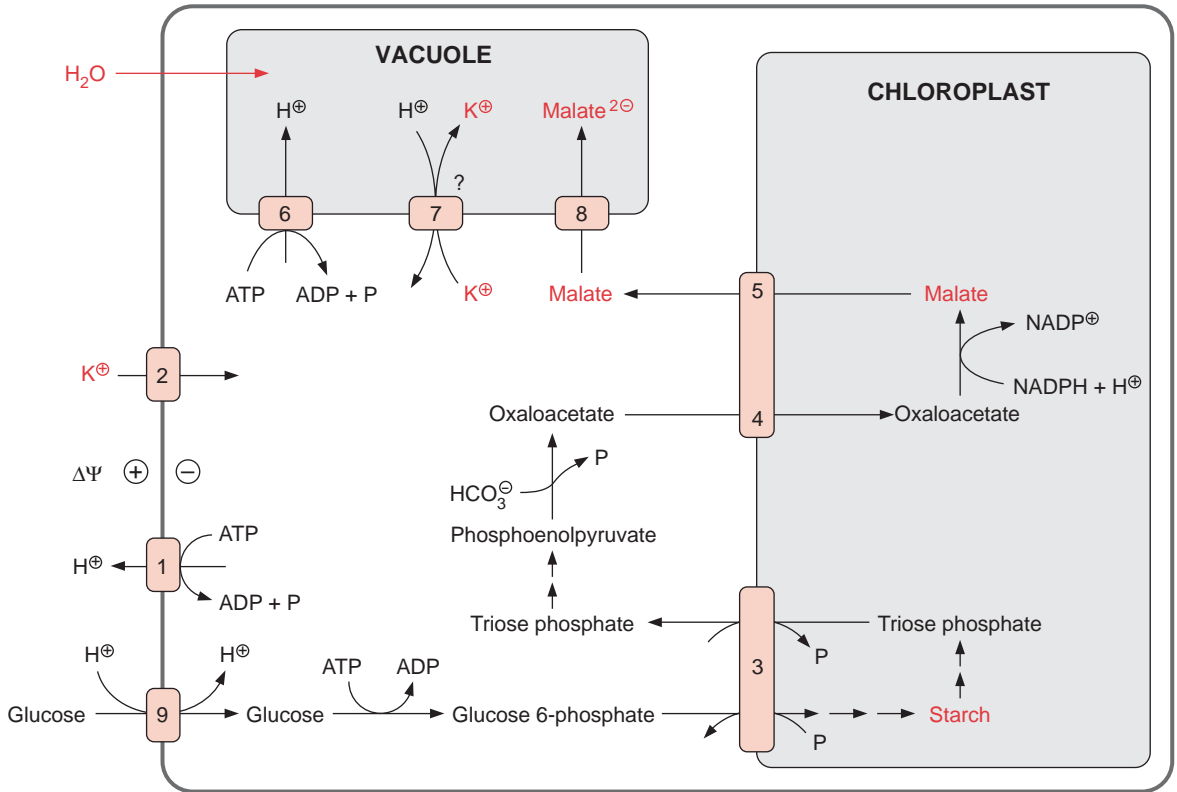 VACUOLE
CHLOROPLAST
H₂O
H⊕
H⊕
K⊕
Malate²⊖
?
6
7
8
ATP
ADP + P
K⊕
Malate
5
Malate
NADP⊕
NADPH + H⊕
K⊕
2
Oxaloacetate
4
Oxaloacetate
ΔΨ
+
−
P
HCO₃⊖
Phosphoenolpyruvate
ATP
H⊕
1
ADP + P
Triose phosphate
Triose phosphate
P
3
H⊕
H⊕
ATP
ADP
Glucose
9
Glucose
Glucose 6-phosphate
Starch
P